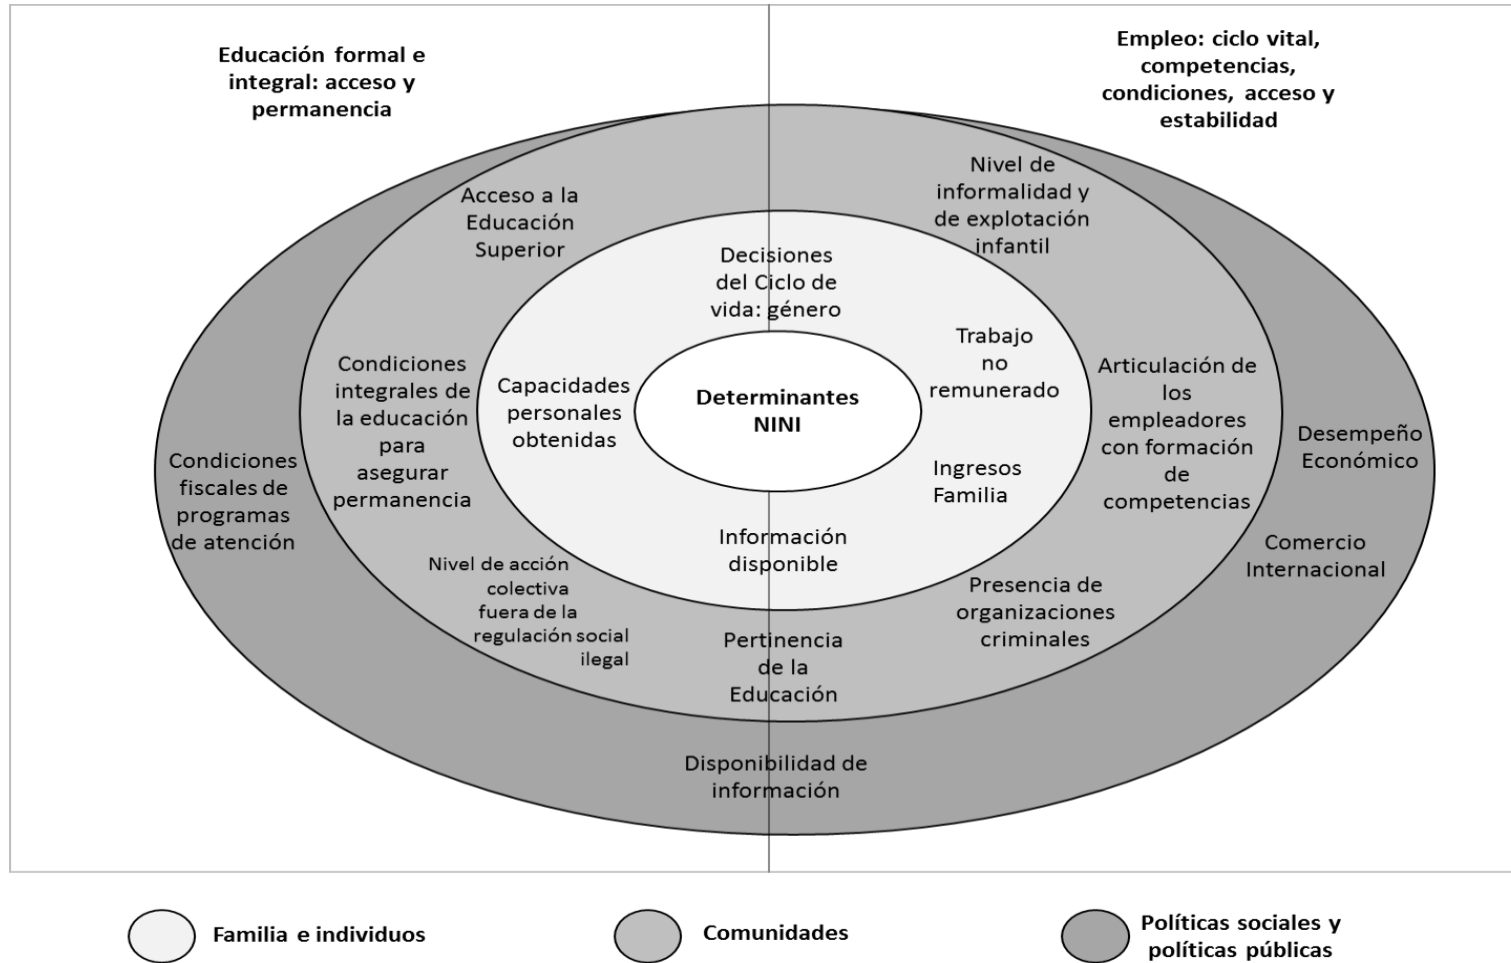 Educación formal e
integral: acceso y
permanencia
Empleo: ciclo vital,
competencias,
condiciones, acceso y
estabilidad
Acceso a la
Educación
Superior
Nivel de
informalidad y
de explotación
infantil
Decisiones
del Ciclo de
vida: género
Condiciones
integrales de
la educación
para
asegurar
permanencia
Capacidades
personales
obtenidas
Determinantes
NINI
Trabajo
no
remunerado
Ingresos
Familia
Articulación de
los
empleadores
con formación
de
competencias
Desempeño
Económico
Comercio
Internacional
Condiciones
fiscales de
programas
de atención
Información
disponible
Nivel de acción
colectiva
fuera de la
regulación social
ilegal
Pertinencia
de la
Educación
Presencia de
organizaciones
criminales
Disponibilidad de
información
Familia e individuos
Comunidades
Políticas sociales y
políticas públicas